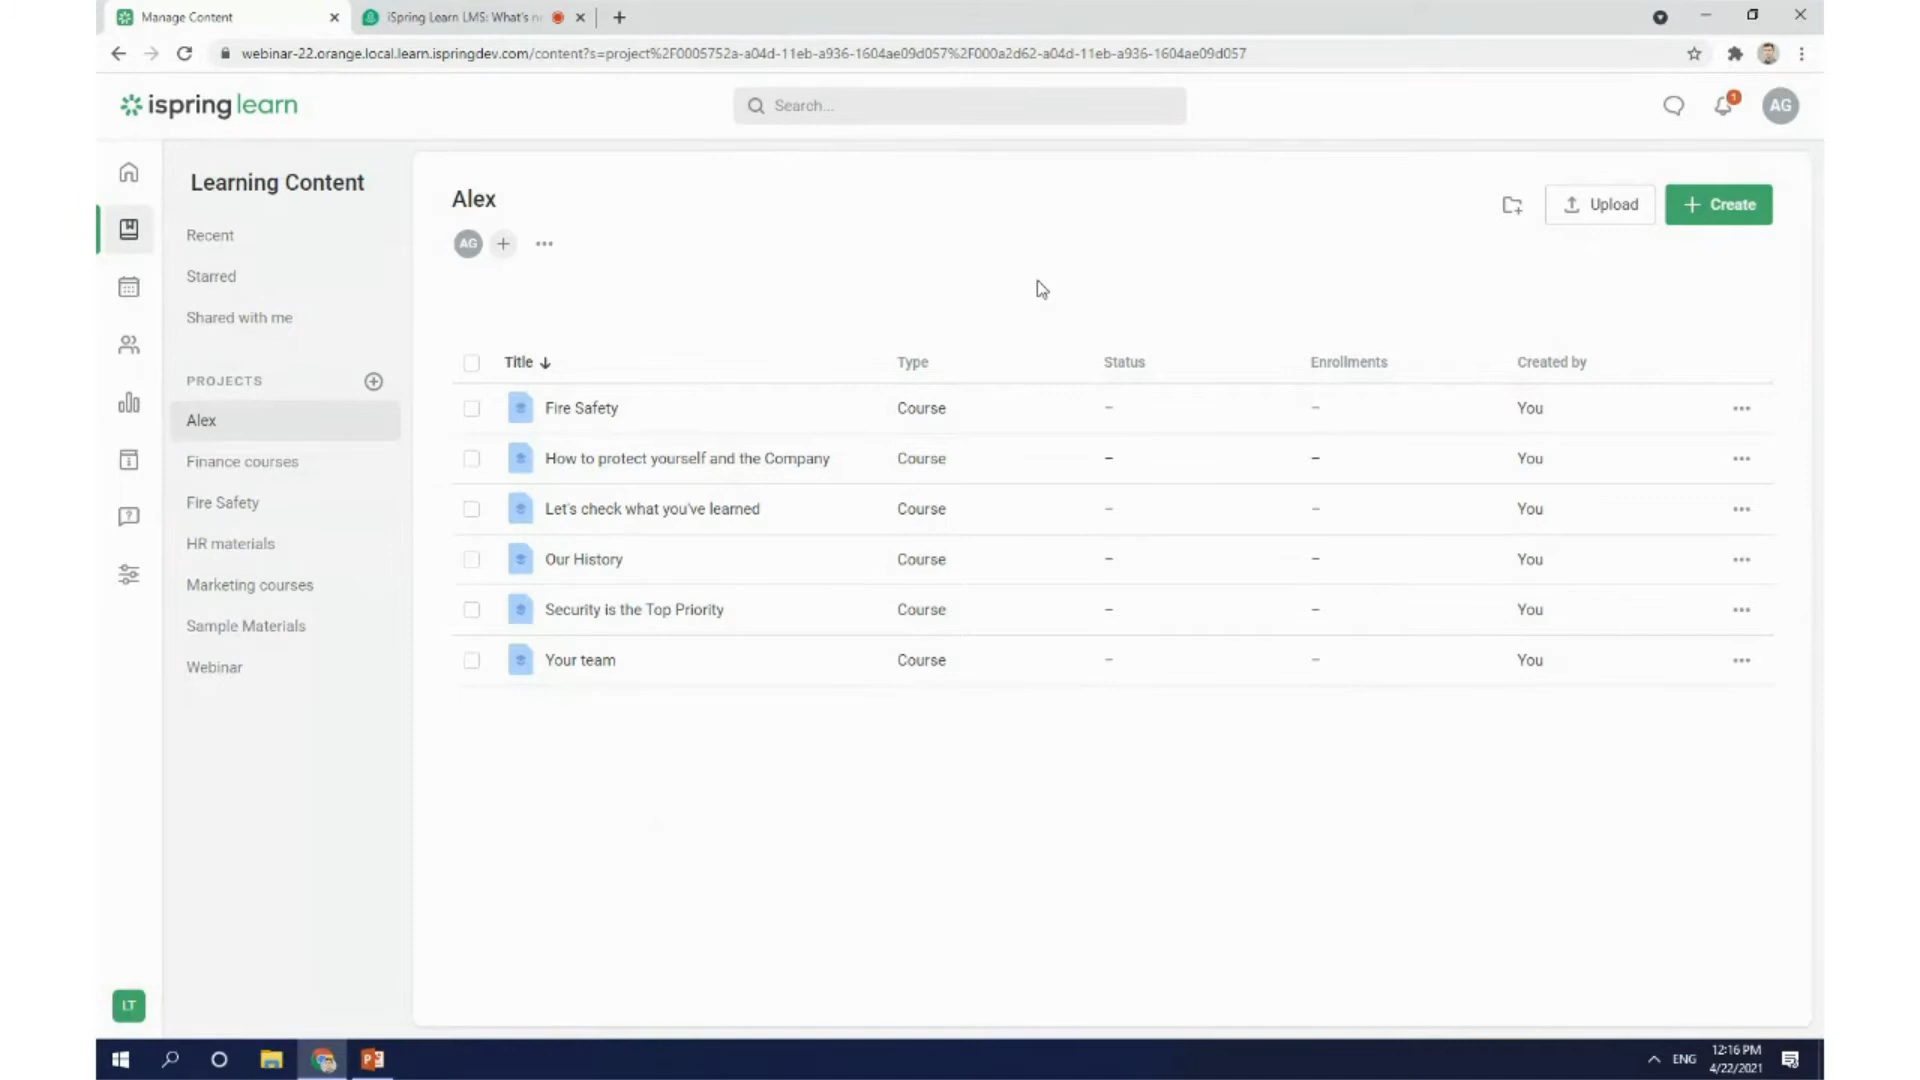 Manage Content
iSpring Learn LMS: What's n
webinar-22.orange.local.learn.ispringdev.com/content?s=project%2F0005752a-a04d-11eb-a936-1604ae09d057%2F000a2d62-a04d-11eb-a936-1604ae09d057
ispring learn
Search...
1
AG
Learning Content
Recent
Starred
Shared with me
PROJECTS
Alex
Finance courses
Fire Safety
HR materials
Marketing courses
Sample Materials
Webinar
LT
Alex
AG
Upload
Create
Title Type Status Enrollments Created by
Fire Safety Course – – You
How to protect yourself and the Company Course – – You
Let's check what you've learned Course – – You
Our History Course – – You
Security is the Top Priority Course – – You
Your team Course – – You
ENG
12:16 PM
4/22/2021